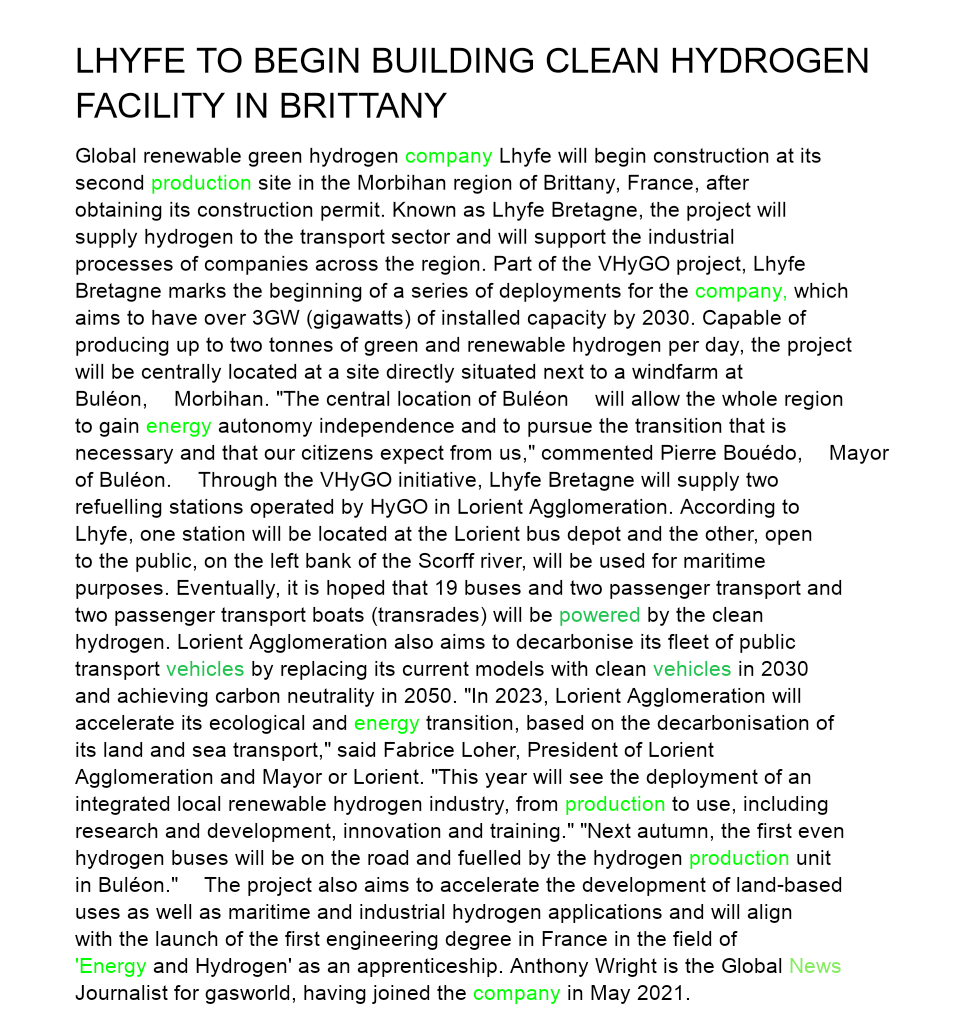 LHYFE TO BEGIN BUILDING CLEAN HYDROGEN
FACILITY IN BRITTANY
Global renewable green hydrogen company Lhyfe will begin construction at its
second production site in the Morbihan region of Brittany, France, after
obtaining its construction permit. Known as Lhyfe Bretagne, the project will
supply hydrogen to the transport sector and will support the industrial
processes of companies across the region. Part of the VHyGO project, Lhyfe
Bretagne marks the beginning of a series of deployments for the company, which
aims to have over 3GW (gigawatts) of installed capacity by 2030. Capable of
producing up to two tonnes of green and renewable hydrogen per day, the project
will be centrally located at a site directly situated next to a windfarm at
Buléon, Morbihan. "The central location of Buléon will allow the whole region
to gain energy autonomy independence and to pursue the transition that is
necessary and that our citizens expect from us," commented Pierre Bouédo, Mayor
of Buléon. Through the VHyGO initiative, Lhyfe Bretagne will supply two
refuelling stations operated by HyGO in Lorient Agglomeration. According to
Lhyfe, one station will be located at the Lorient bus depot and the other, open
to the public, on the left bank of the Scorff river, will be used for maritime
purposes. Eventually, it is hoped that 19 buses and two passenger transport and
two passenger transport boats (transrades) will be powered by the clean
hydrogen. Lorient Agglomeration also aims to decarbonise its fleet of public
transport vehicles by replacing its current models with clean vehicles in 2030
and achieving carbon neutrality in 2050. "In 2023, Lorient Agglomeration will
accelerate its ecological and energy transition, based on the decarbonisation of
its land and sea transport," said Fabrice Loher, President of Lorient
Agglomeration and Mayor or Lorient. "This year will see the deployment of an
integrated local renewable hydrogen industry, from production to use, including
research and development, innovation and training." "Next autumn, the first even
hydrogen buses will be on the road and fuelled by the hydrogen production unit
in Buléon." The project also aims to accelerate the development of land-based
uses as well as maritime and industrial hydrogen applications and will align
with the launch of the first engineering degree in France in the field of
'Energy and Hydrogen' as an apprenticeship. Anthony Wright is the Global News
Journalist for gasworld, having joined the company in May 2021.